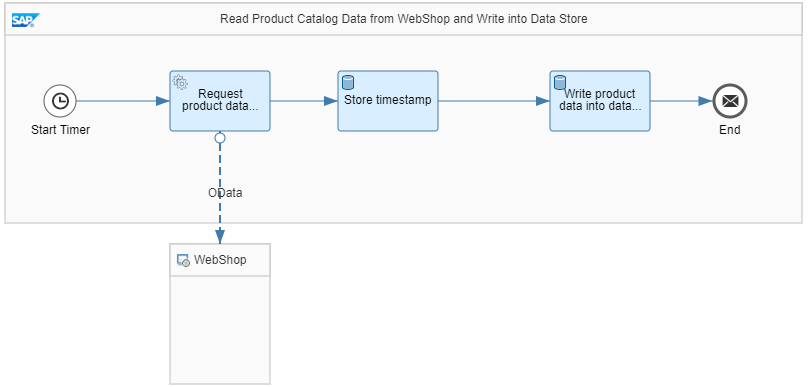 SAP
Read Product Catalog Data from WebShop and Write into Data Store
Request
product data...
Store timestamp
Write product
data into data...
Start Timer
End
OData
WebShop